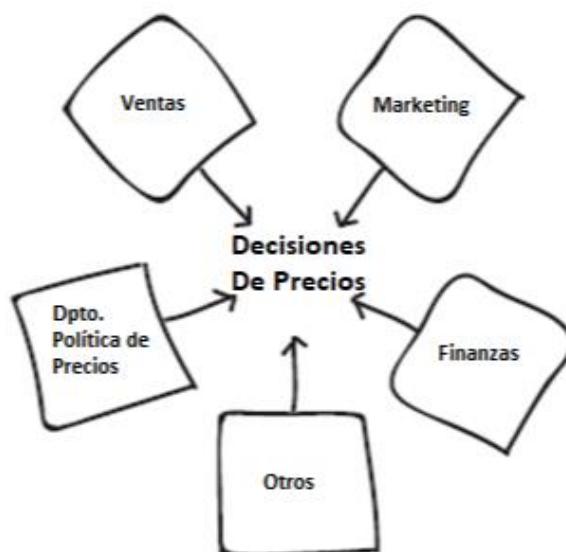 Ventas
Marketing
Decisiones
De Precios
Dpto.
Política de
Precios
Finanzas
Otros